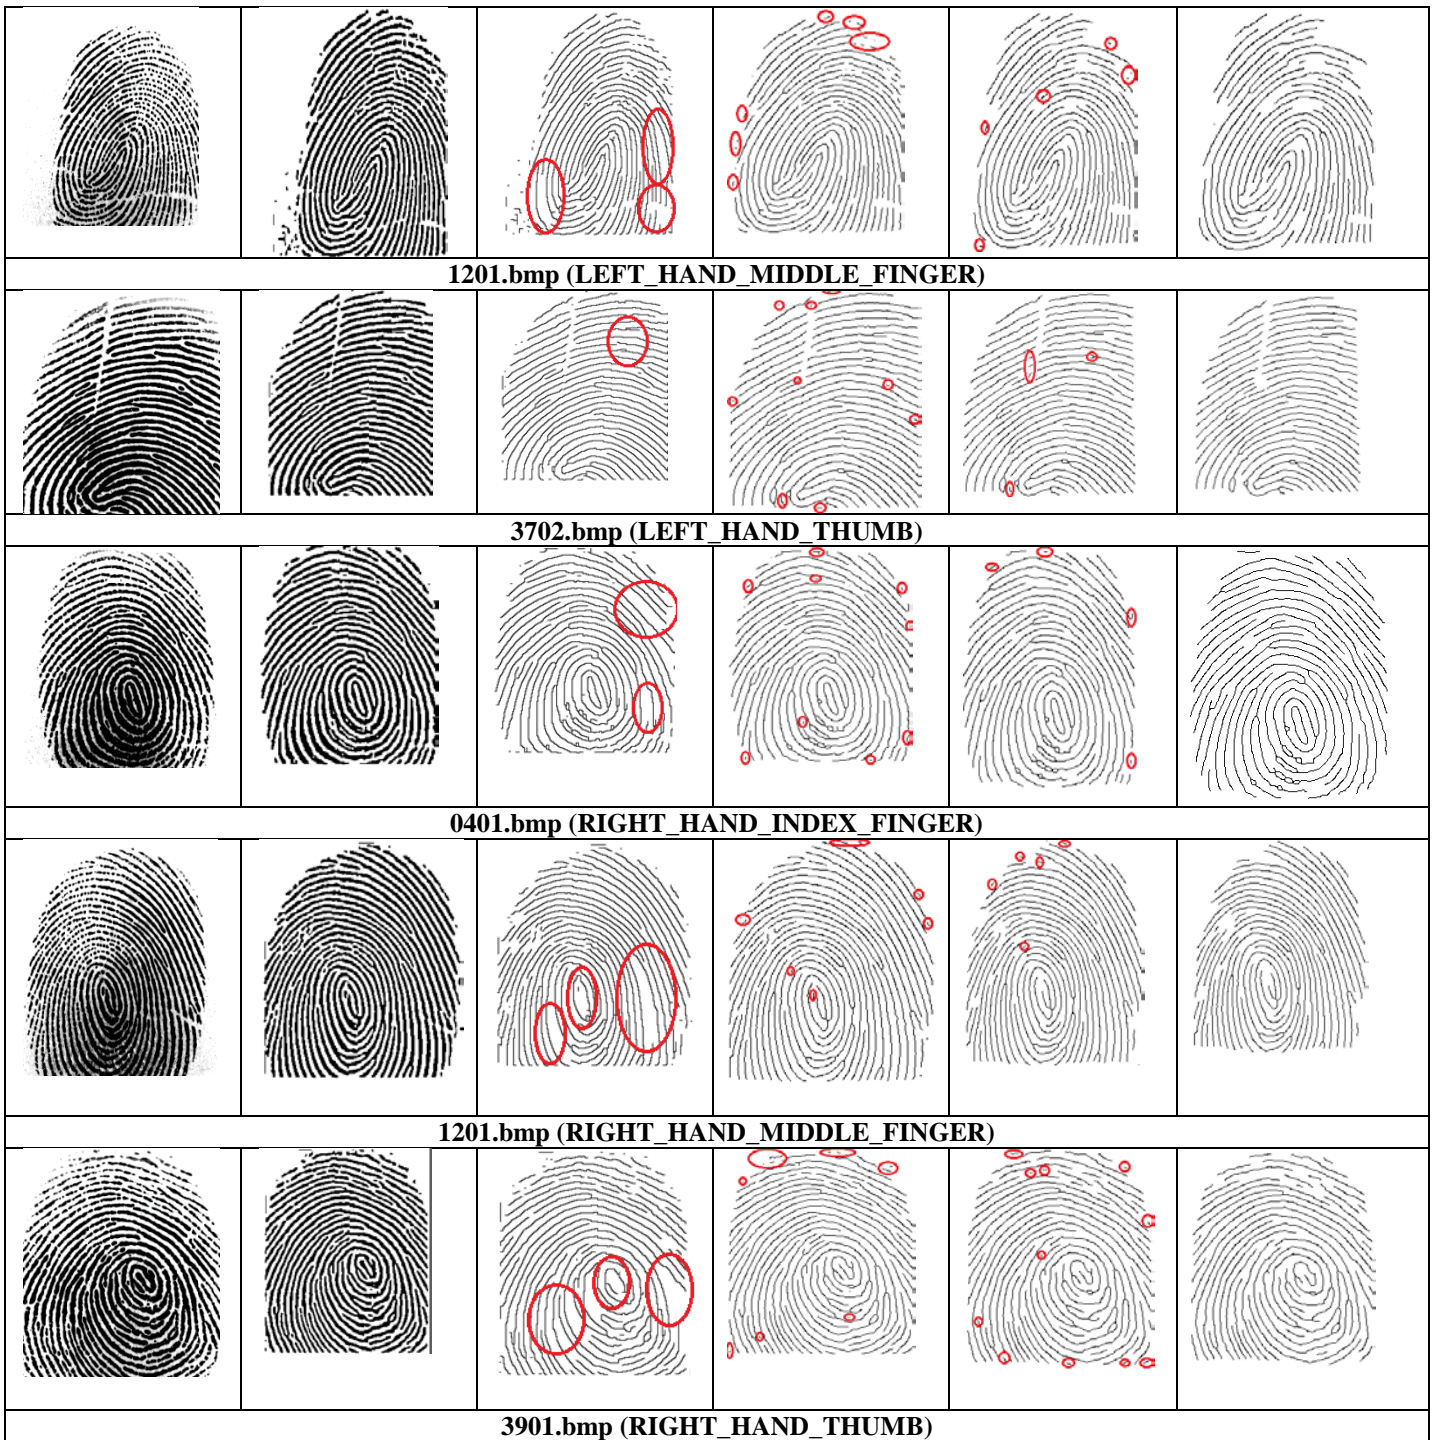 1201.bmp (LEFT_HAND_MIDDLE_FINGER)
3702.bmp (LEFT_HAND_THUMB)
0401.bmp (RIGHT_HAND_INDEX_FINGER)
1201.bmp (RIGHT_HAND_MIDDLE_FINGER)
3901.bmp (RIGHT_HAND_THUMB)